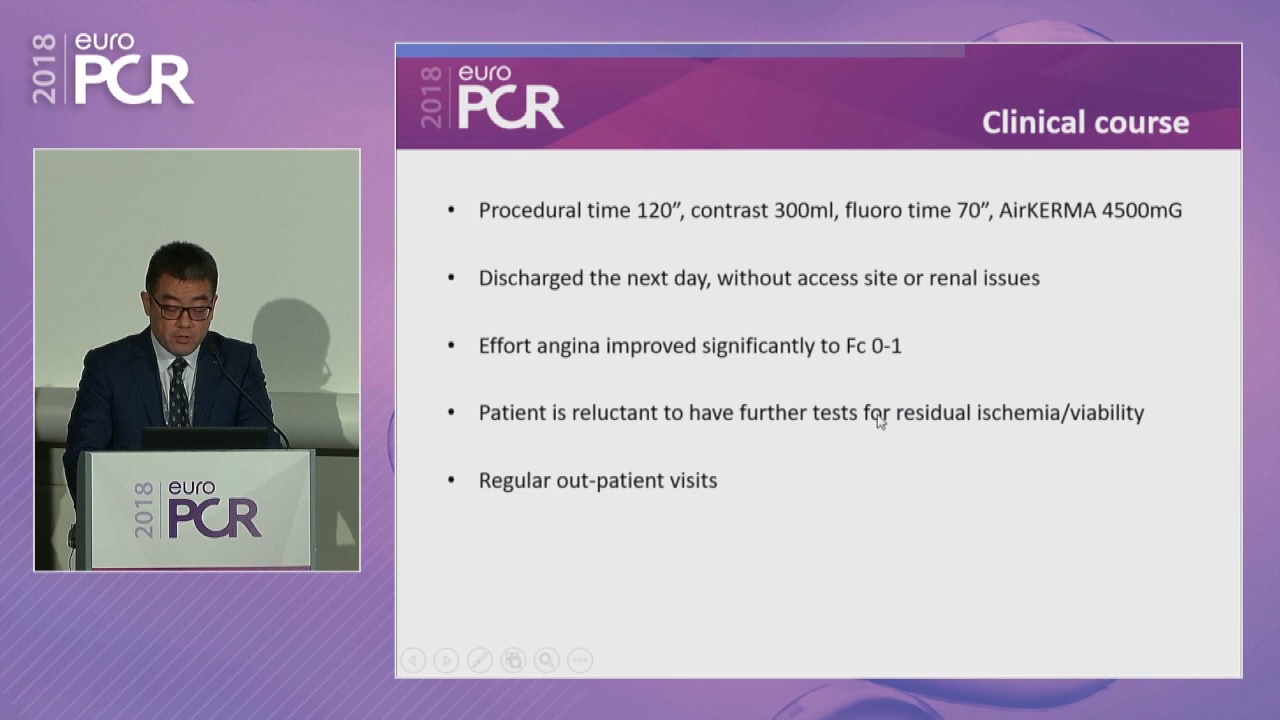 2018 euro PCR
2018 euro PCR
Clinical course
• Procedural time 120”, contrast 300ml, fluoro time 70”, AirKERMA 4500mG
• Discharged the next day, without access site or renal issues
• Effort angina improved significantly to Fc 0-1
• Patient is reluctant to have further tests for residual ischemia/viability
• Regular out-patient visits
2018 euro PCR